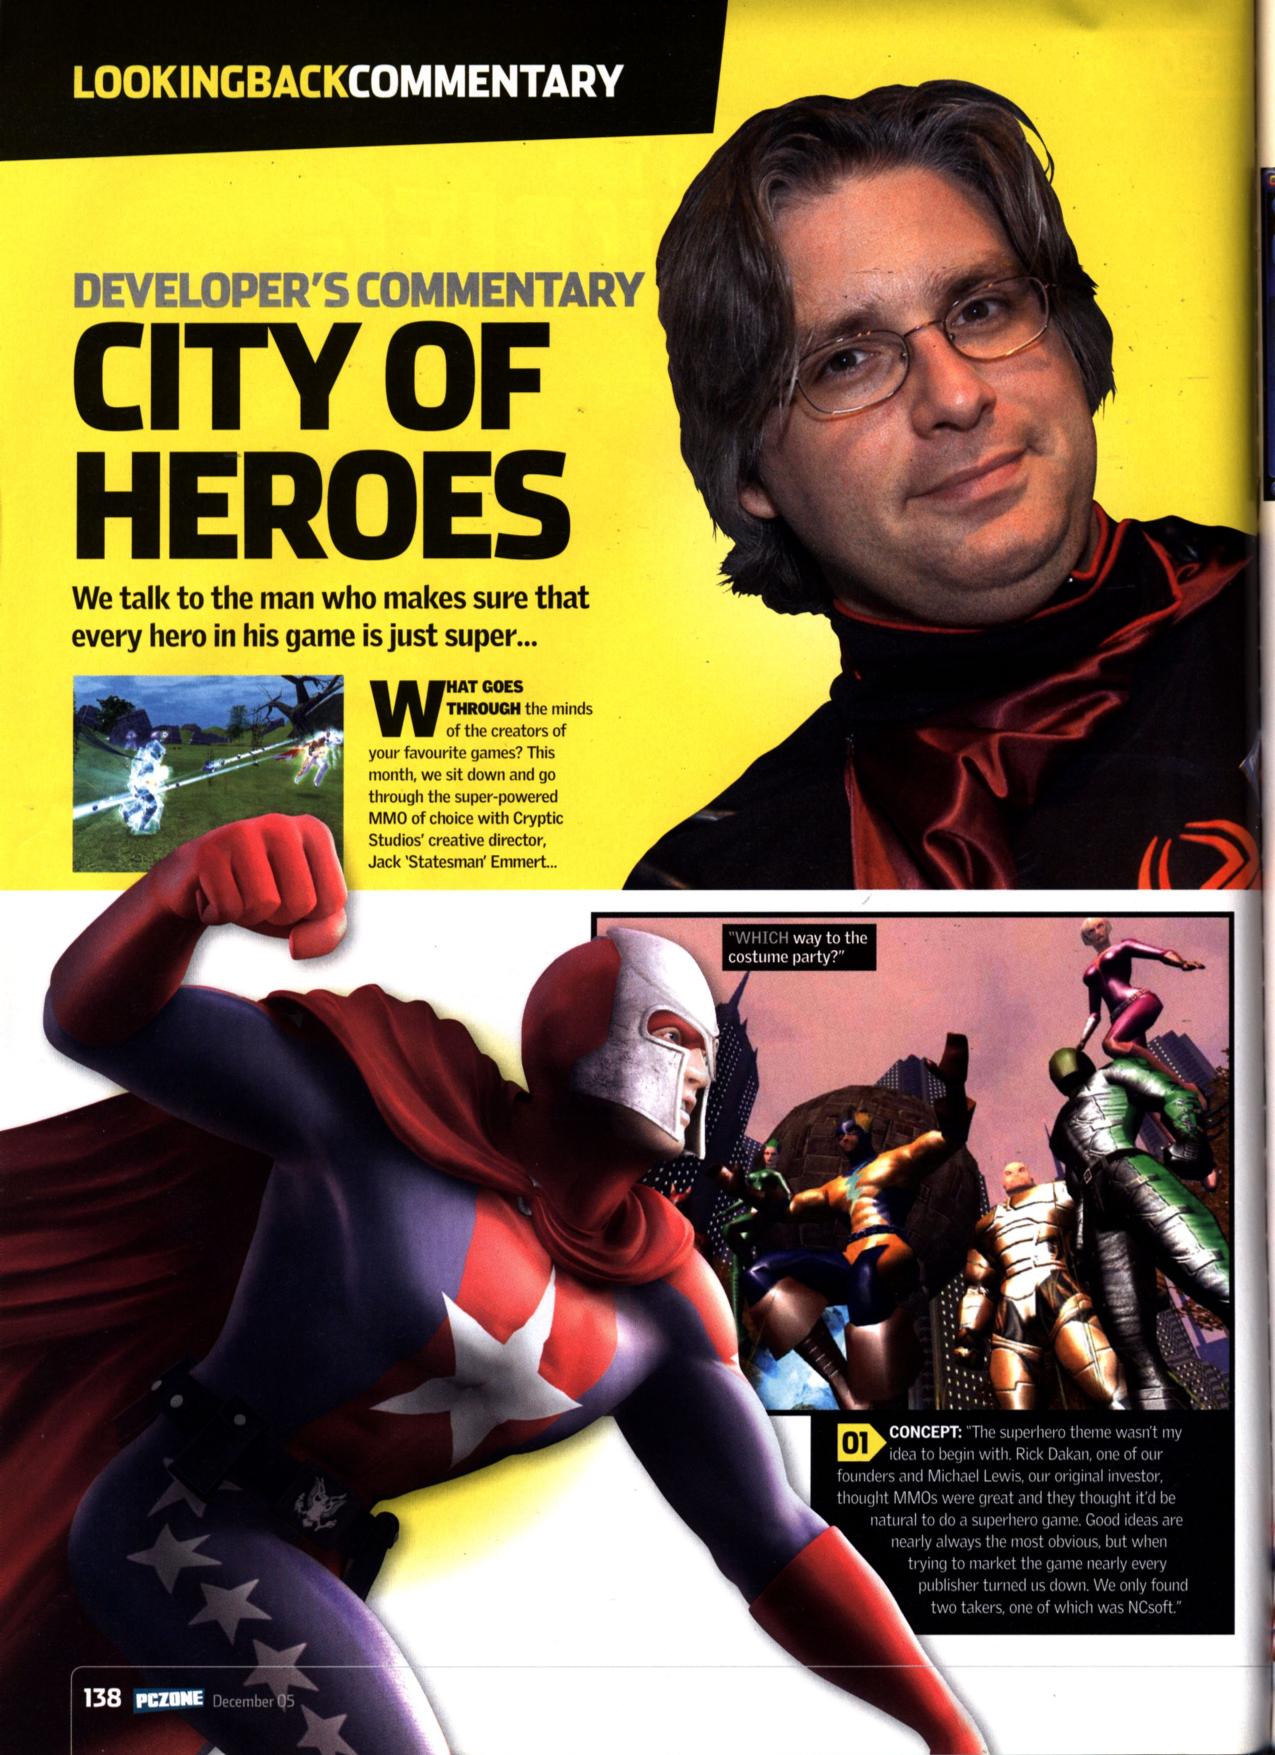 LOOKINGBACKCOMMENTARY
DEVELOPER'S COMMENTARY
CITY OF
HEROES
We talk to the man who makes sure that
every hero in his game is just super...
WHAT GOES
THROUGH the minds
of the creators of
your favourite games? This
month, we sit down and go
through the super-powered
MMO of choice with Cryptic
Studios' creative director,
Jack 'Statesman' Emmert...
"WHICH way to the
costume party?"
01 CONCEPT: "The superhero theme wasn't my
idea to begin with. Rick Dakan, one of our
founders and Michael Lewis, our original investor,
thought MMOs were great and they thought it'd be
natural to do a superhero game. Good ideas are
nearly always the most obvious, but when
trying to market the game nearly every
publisher turned us down. We only found
two takers, one of which was NCsoft."
138 PCZONE December 05